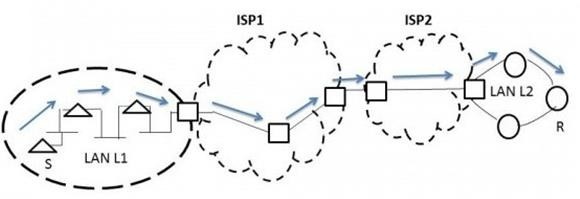 ISP1
ISP2
LAN L2
S
LAN L1
R